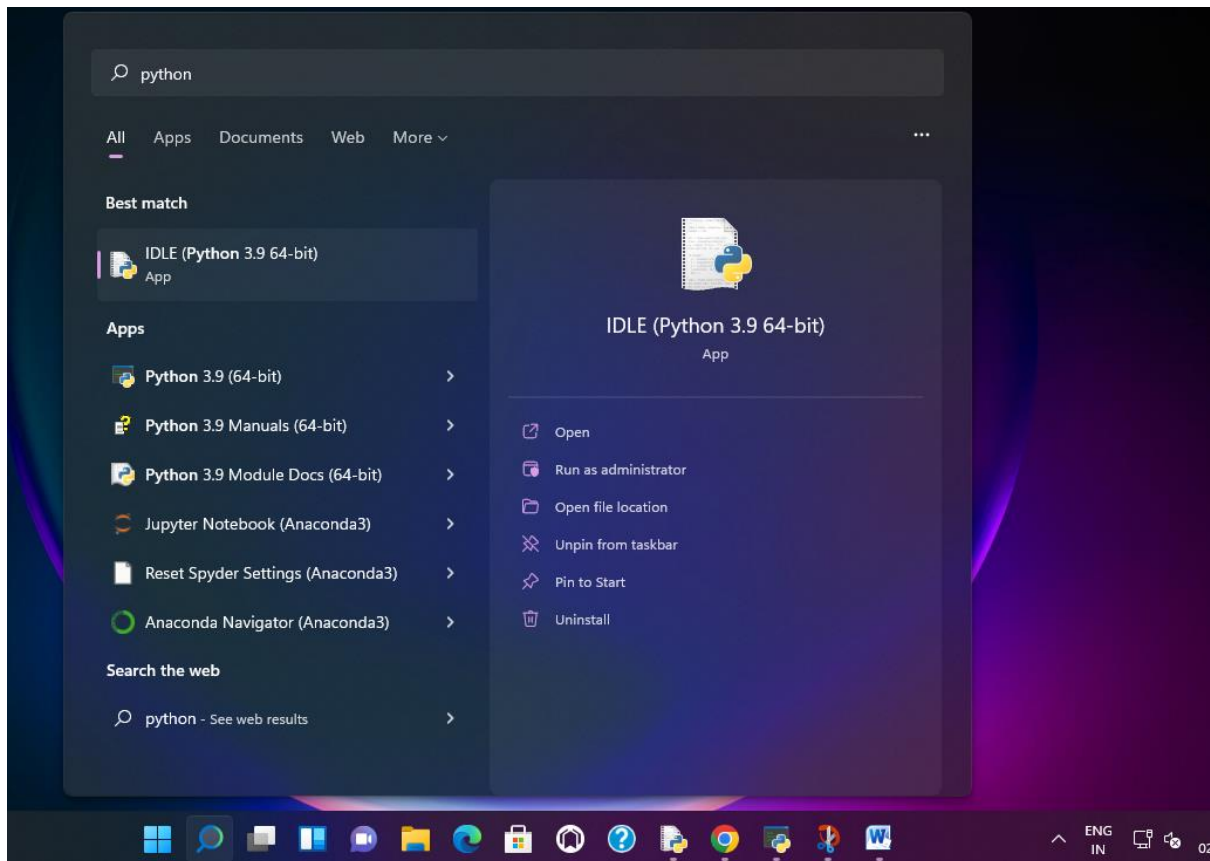 python
All Apps Documents Web More
Best match
IDLE (Python 3.9 64-bit)
App
Apps
Python 3.9 (64-bit)
Python 3.9 Manuals (64-bit)
Python 3.9 Module Docs (64-bit)
Jupyter Notebook (Anaconda3)
Reset Spyder Settings (Anaconda3)
Anaconda Navigator (Anaconda3)
Search the web
python - See web results
IDLE (Python 3.9 64-bit)
App
Open
Run as administrator
Open file location
Unpin from taskbar
Pin to Start
Uninstall
ENG
IN